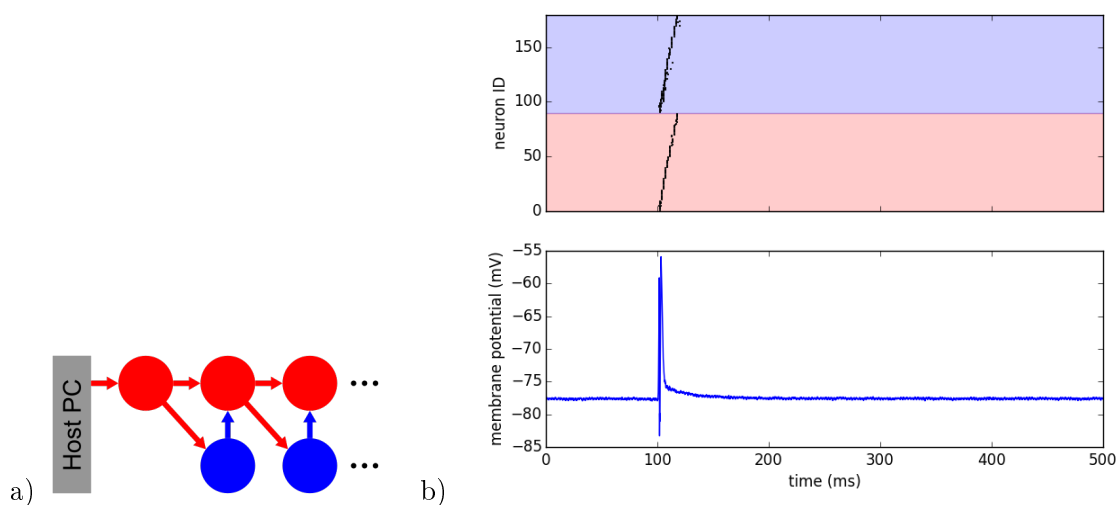 Host PC
a)
b)
neuron ID
150
100
50
0
membrane potential (mV)
−55
−60
−65
−70
−75
−80
−85
0 100 200 300 400 500
time (ms)